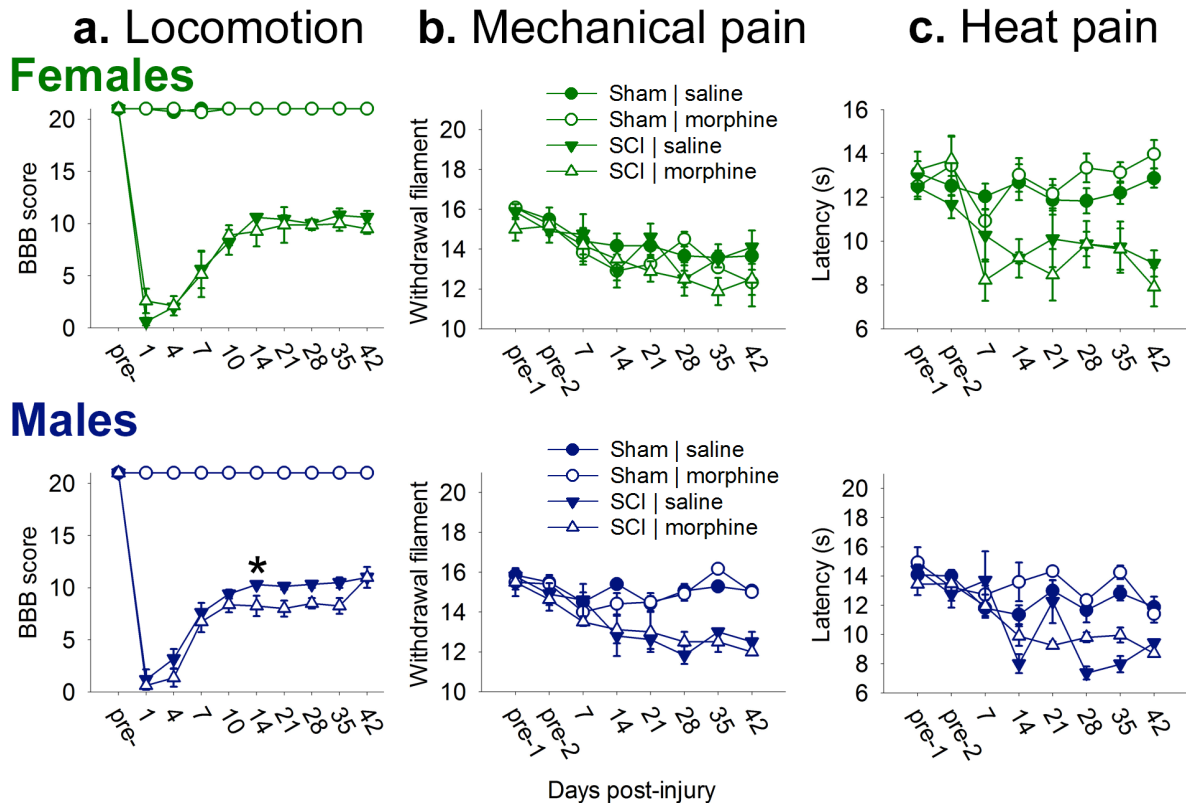 a. Locomotion
b. Mechanical pain
c. Heat pain
Females
BBB score
20
15
10
5
0
pre- 1 4 7 10 14 21 28 35 42
Withdrawal filament
20
18
16
14
12
10
Sham | saline
Sham | morphine
SCI | saline
SCI | morphine
pre-1 pre-2 7 14 21 28 35 42
Latency (s)
16
14
12
10
8
6
pre-1 pre-2 7 14 21 28 35 42
Males
BBB score
20
15
10
5
0
*
pre- 1 4 7 10 14 21 28 35 42
Withdrawal filament
20
18
16
14
12
10
Sham | saline
Sham | morphine
SCI | saline
SCI | morphine
pre-1 pre-2 7 14 21 28 35 42
Latency (s)
20
18
16
14
12
10
8
6
pre-1 pre-2 7 14 21 28 35 42
Days post-injury